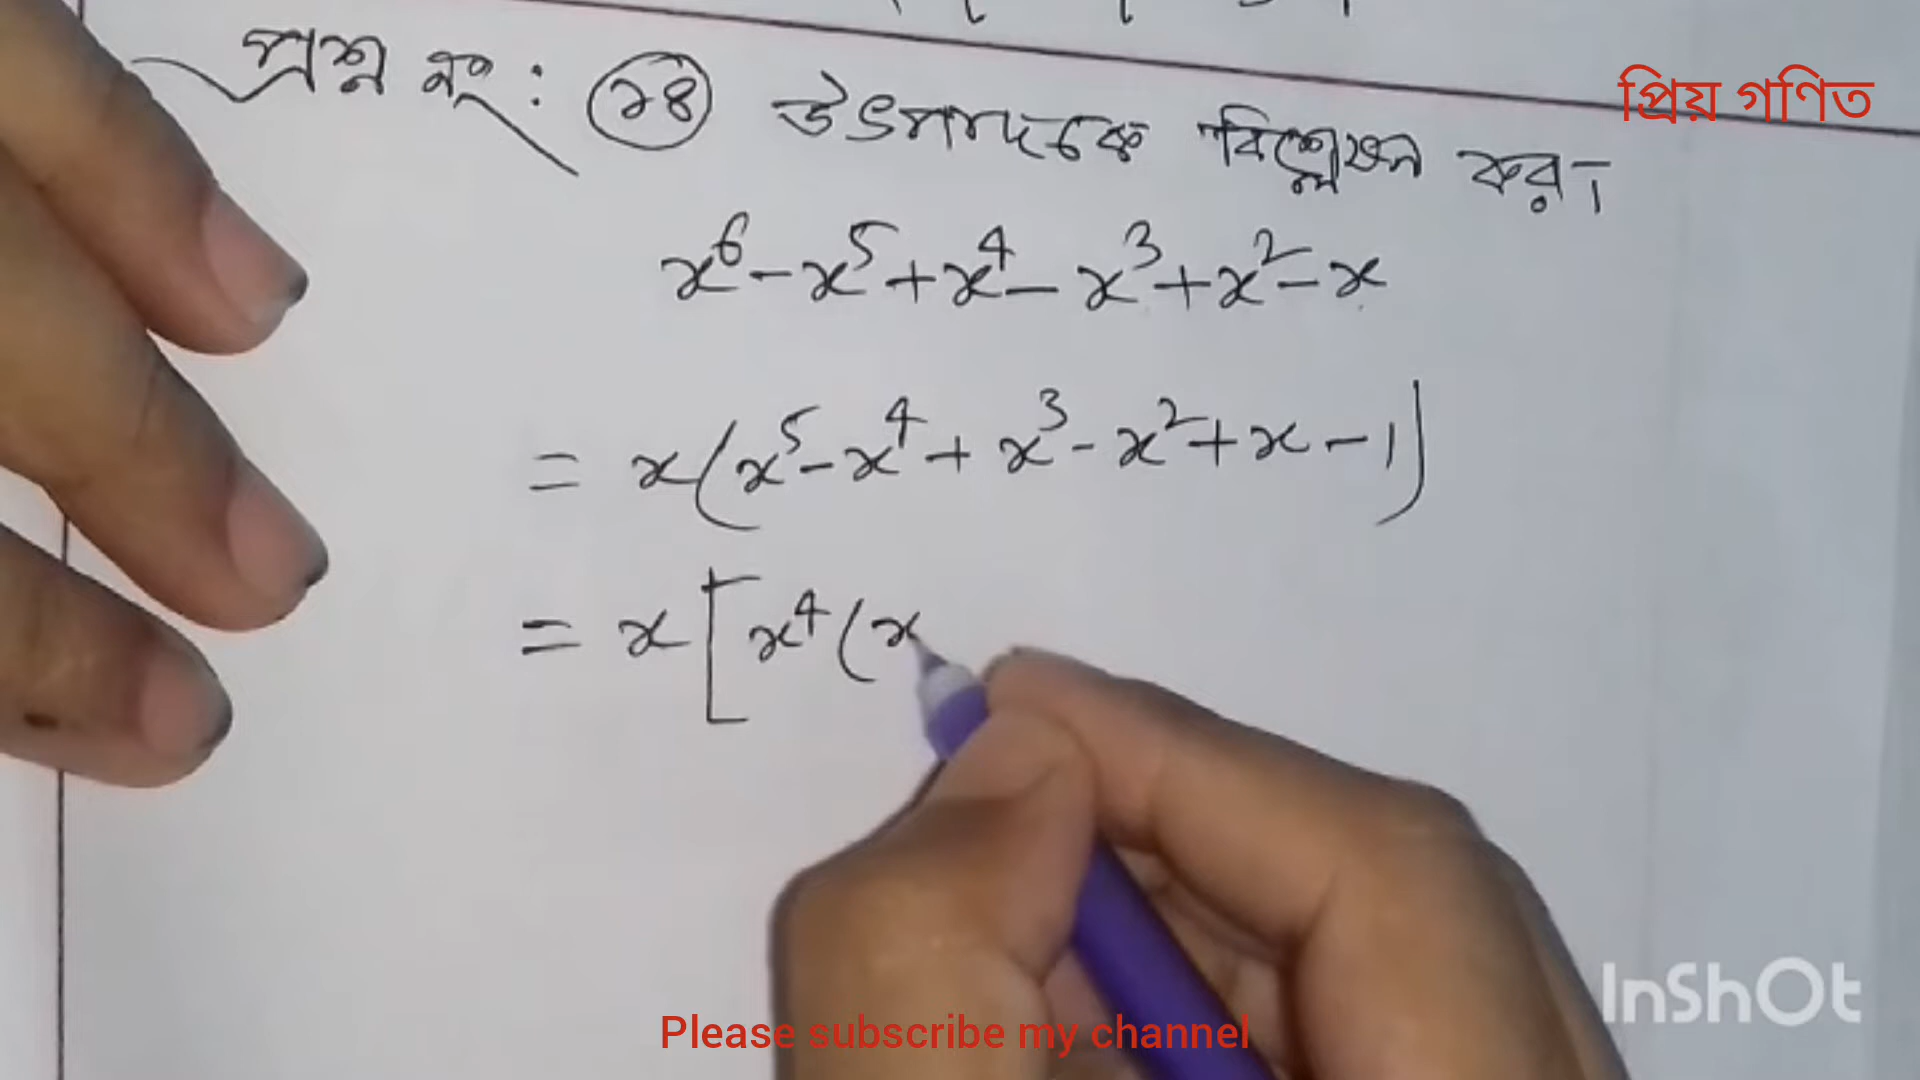 প্রশ্ন নং : ১৪ উৎপাদকে বিশ্লেষণ কর।
প্রিয় গণিত
x⁶ - x⁵ + x⁴ - x³ + x² - x
= x(x⁵ - x⁴ + x³ - x² + x - 1)
= x[x⁴(x
InShOt
Please subscribe my channel